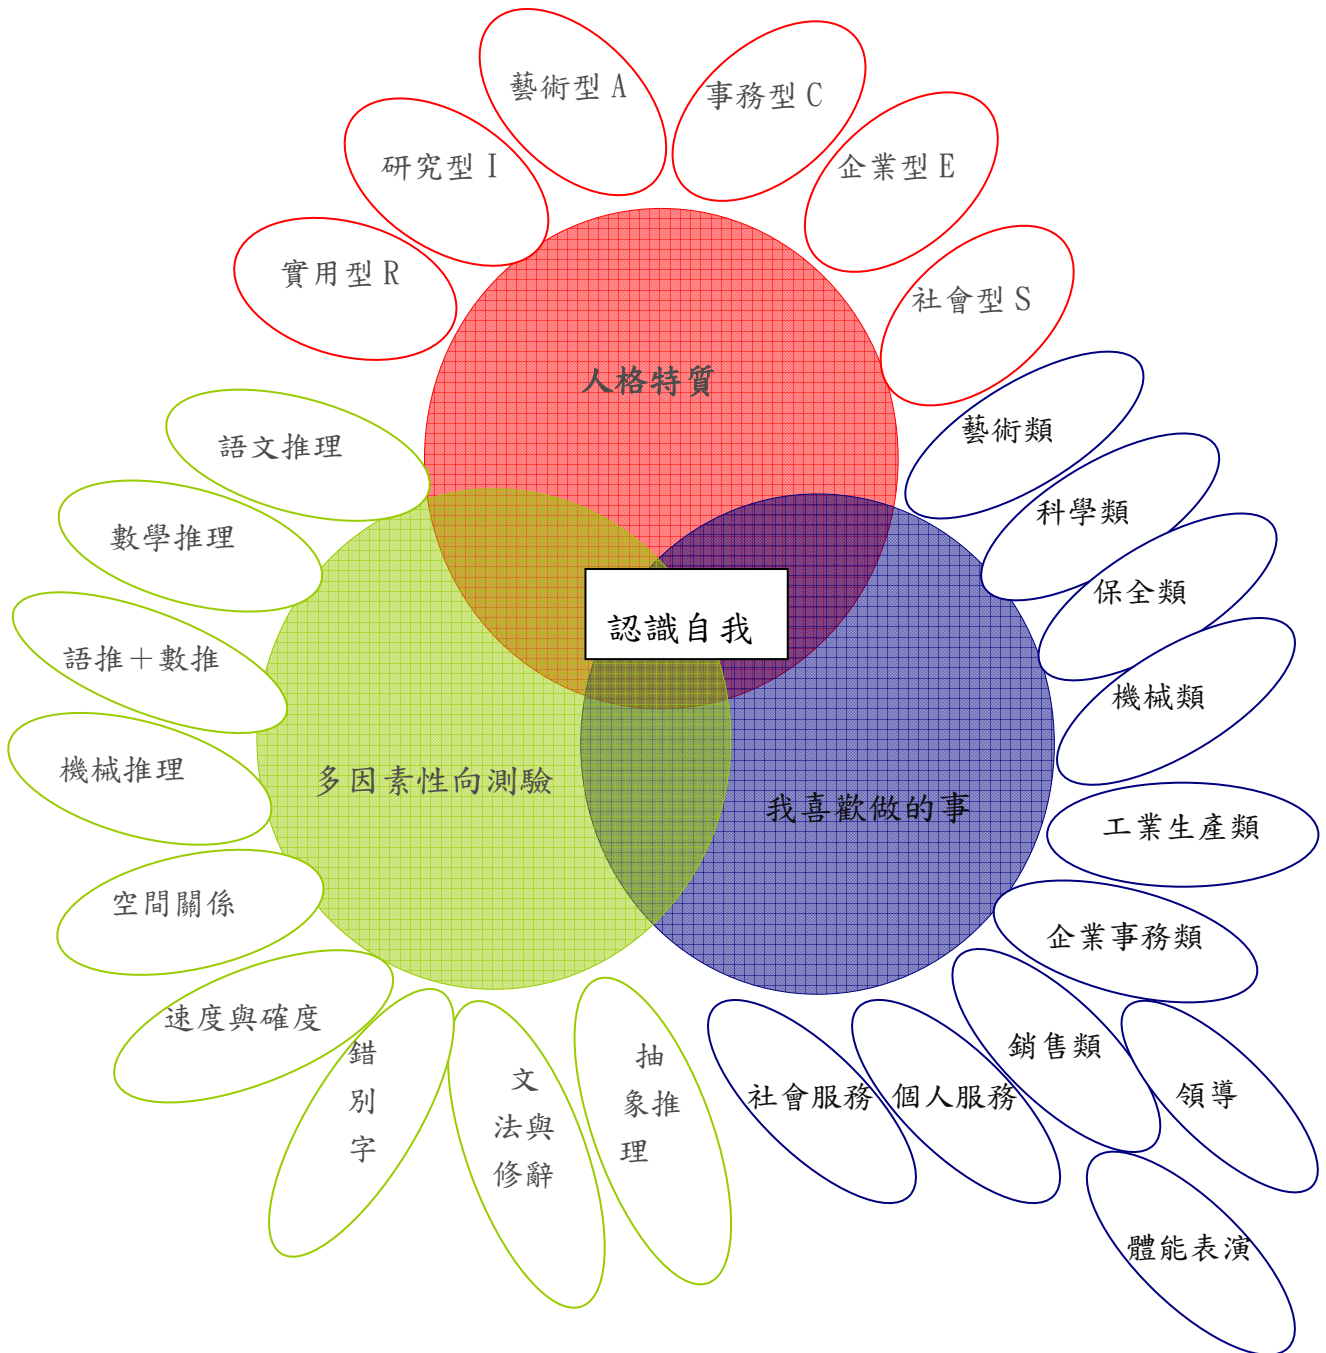 藝術型 A
事務型 C
研究型 I
企業型 E
實用型 R
社會型 S
人格特質
語文推理
數學推理
語推＋數推
機械推理
空間關係
速度與確度
錯
別
字
文
法與
修辭
抽
象推
理
多因素性向測驗
認識自我
我喜歡做的事
藝術類
科學類
保全類
機械類
工業生產類
企業事務類
銷售類
領導
個人服務
社會服務
體能表演